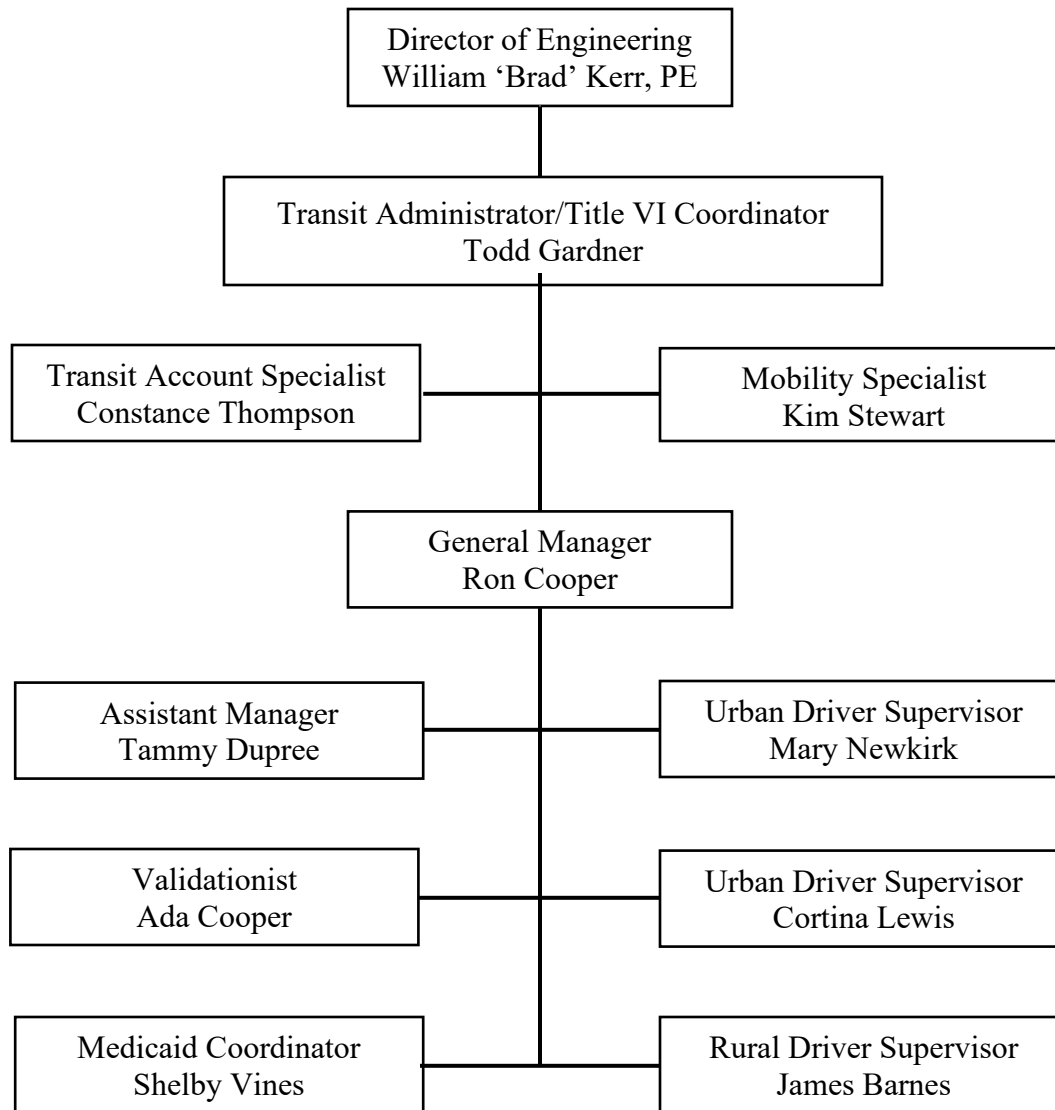 Director of Engineering
William ‘Brad’ Kerr, PE
Transit Administrator/Title VI Coordinator
Todd Gardner
Transit Account Specialist
Constance Thompson
Mobility Specialist
Kim Stewart
General Manager
Ron Cooper
Assistant Manager
Tammy Dupree
Urban Driver Supervisor
Mary Newkirk
Validationist
Ada Cooper
Urban Driver Supervisor
Cortina Lewis
Medicaid Coordinator
Shelby Vines
Rural Driver Supervisor
James Barnes